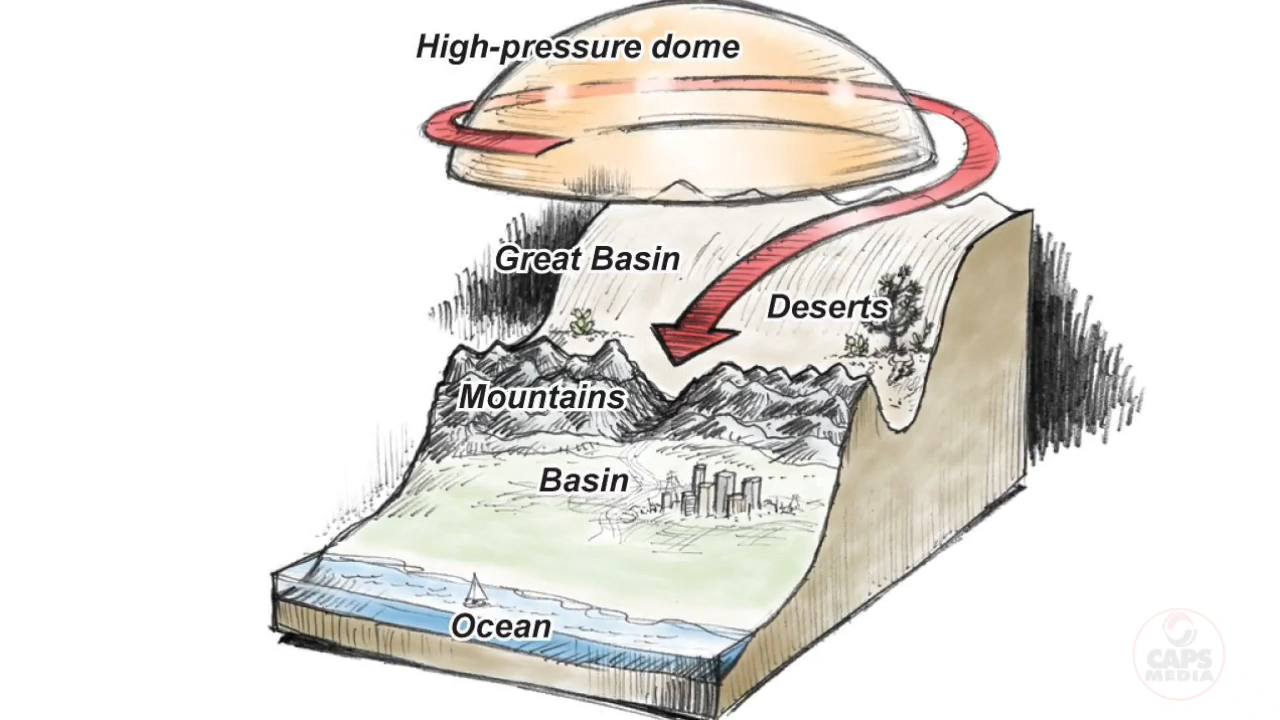 High-pressure dome
Great Basin
Deserts
Mountains
Basin
Ocean
CAPS
MEDIA